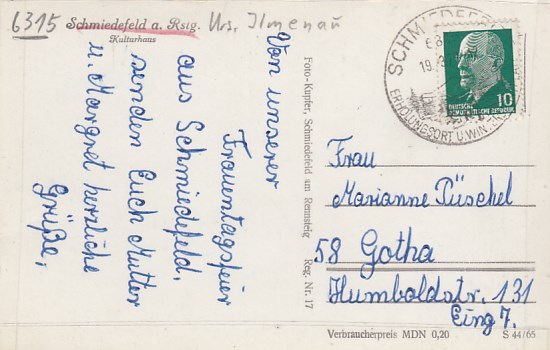 6315 Schmiedefeld a. Rstg. Krs. Ilmenau
Kulturhaus
Von unserer
Frauentagsfeier
aus Schmiedefeld.
senden Euch Mutter
u. Margret herzliche
Grüße,
Foto-Kupfer, Schmiedefeld am Rennsteig Reg. Nr. 17
SCHMIEDEFE
ERHOLUNGSORT U. WIN
DEUTSCHE
DEMOKRATISCHE REPUBLIK
10
Frau
Marianne Püschel
58 Gotha
Humboldtstr. 131
Eing 7.
Verbraucherpreis MDN 0,20 S 44/65